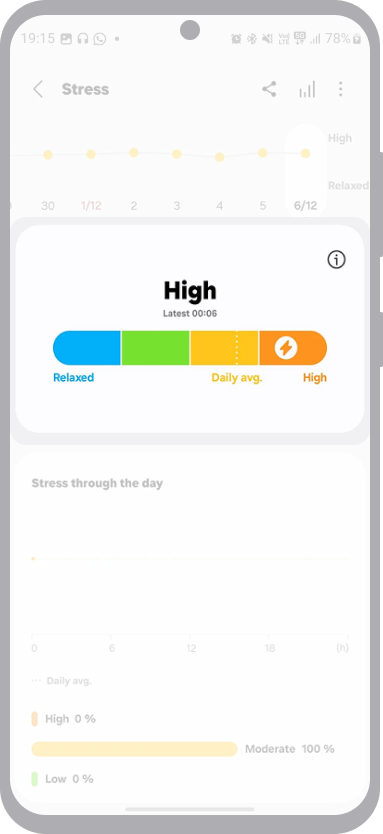 19:15 78%
Stress
High
Relaxed
30 1/12 2 3 4 5 6/12
High
Latest 00:06
Relaxed Daily avg. High
Stress through the day
0 6 12 18 (h)
Daily avg.
High 0 %
Moderate 100 %
Low 0 %